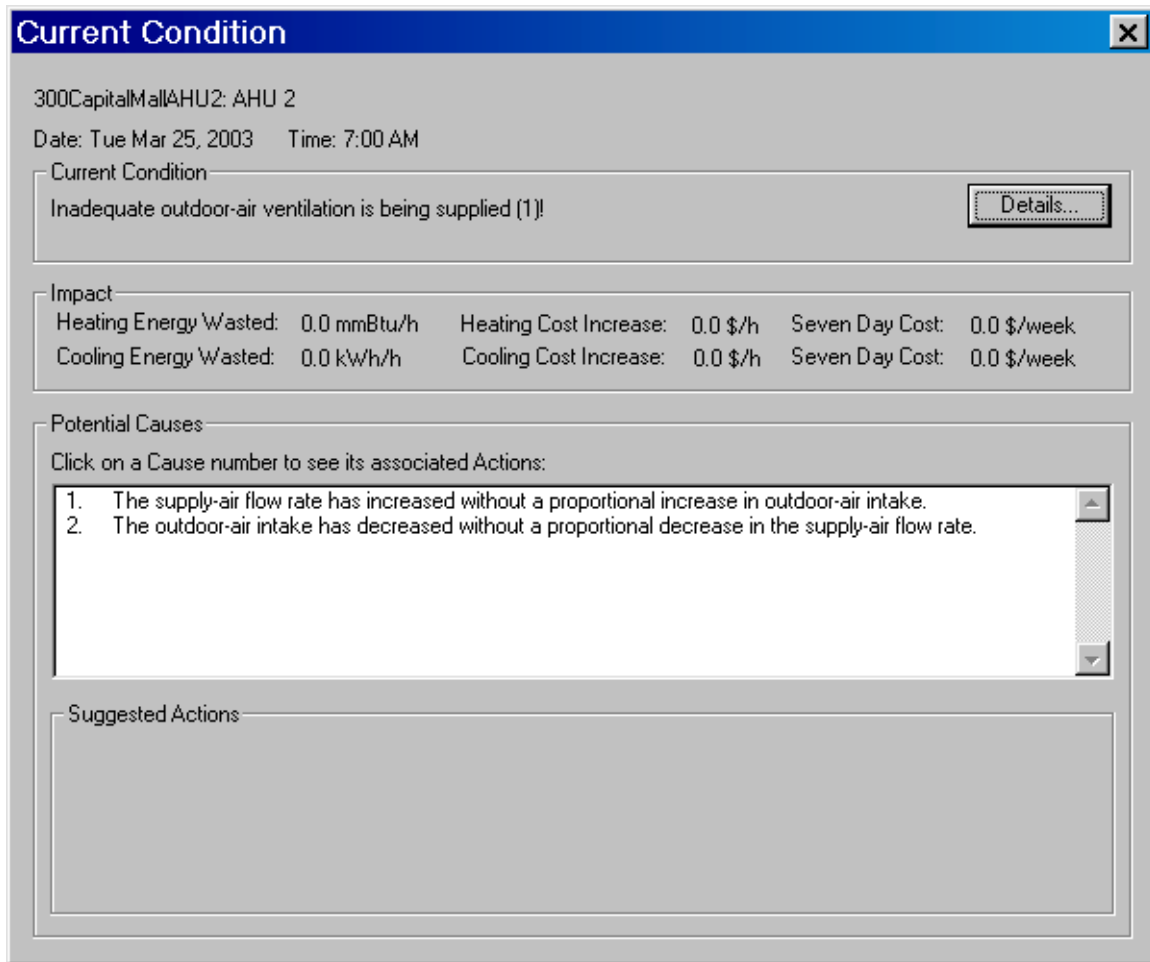 Current Condition
300CapitalMallAHU2: AHU 2
Date: Tue Mar 25, 2003 Time: 7:00 AM
Current Condition
Inadequate outdoor-air ventilation is being supplied (1)!
Details...
Impact
Heating Energy Wasted: 0.0 mmBtu/h Heating Cost Increase: 0.0 $/h Seven Day Cost: 0.0 $/week
Cooling Energy Wasted: 0.0 kWh/h Cooling Cost Increase: 0.0 $/h Seven Day Cost: 0.0 $/week
Potential Causes
Click on a Cause number to see its associated Actions:
1. The supply-air flow rate has increased without a proportional increase in outdoor-air intake.
2. The outdoor-air intake has decreased without a proportional decrease in the supply-air flow rate.
Suggested Actions